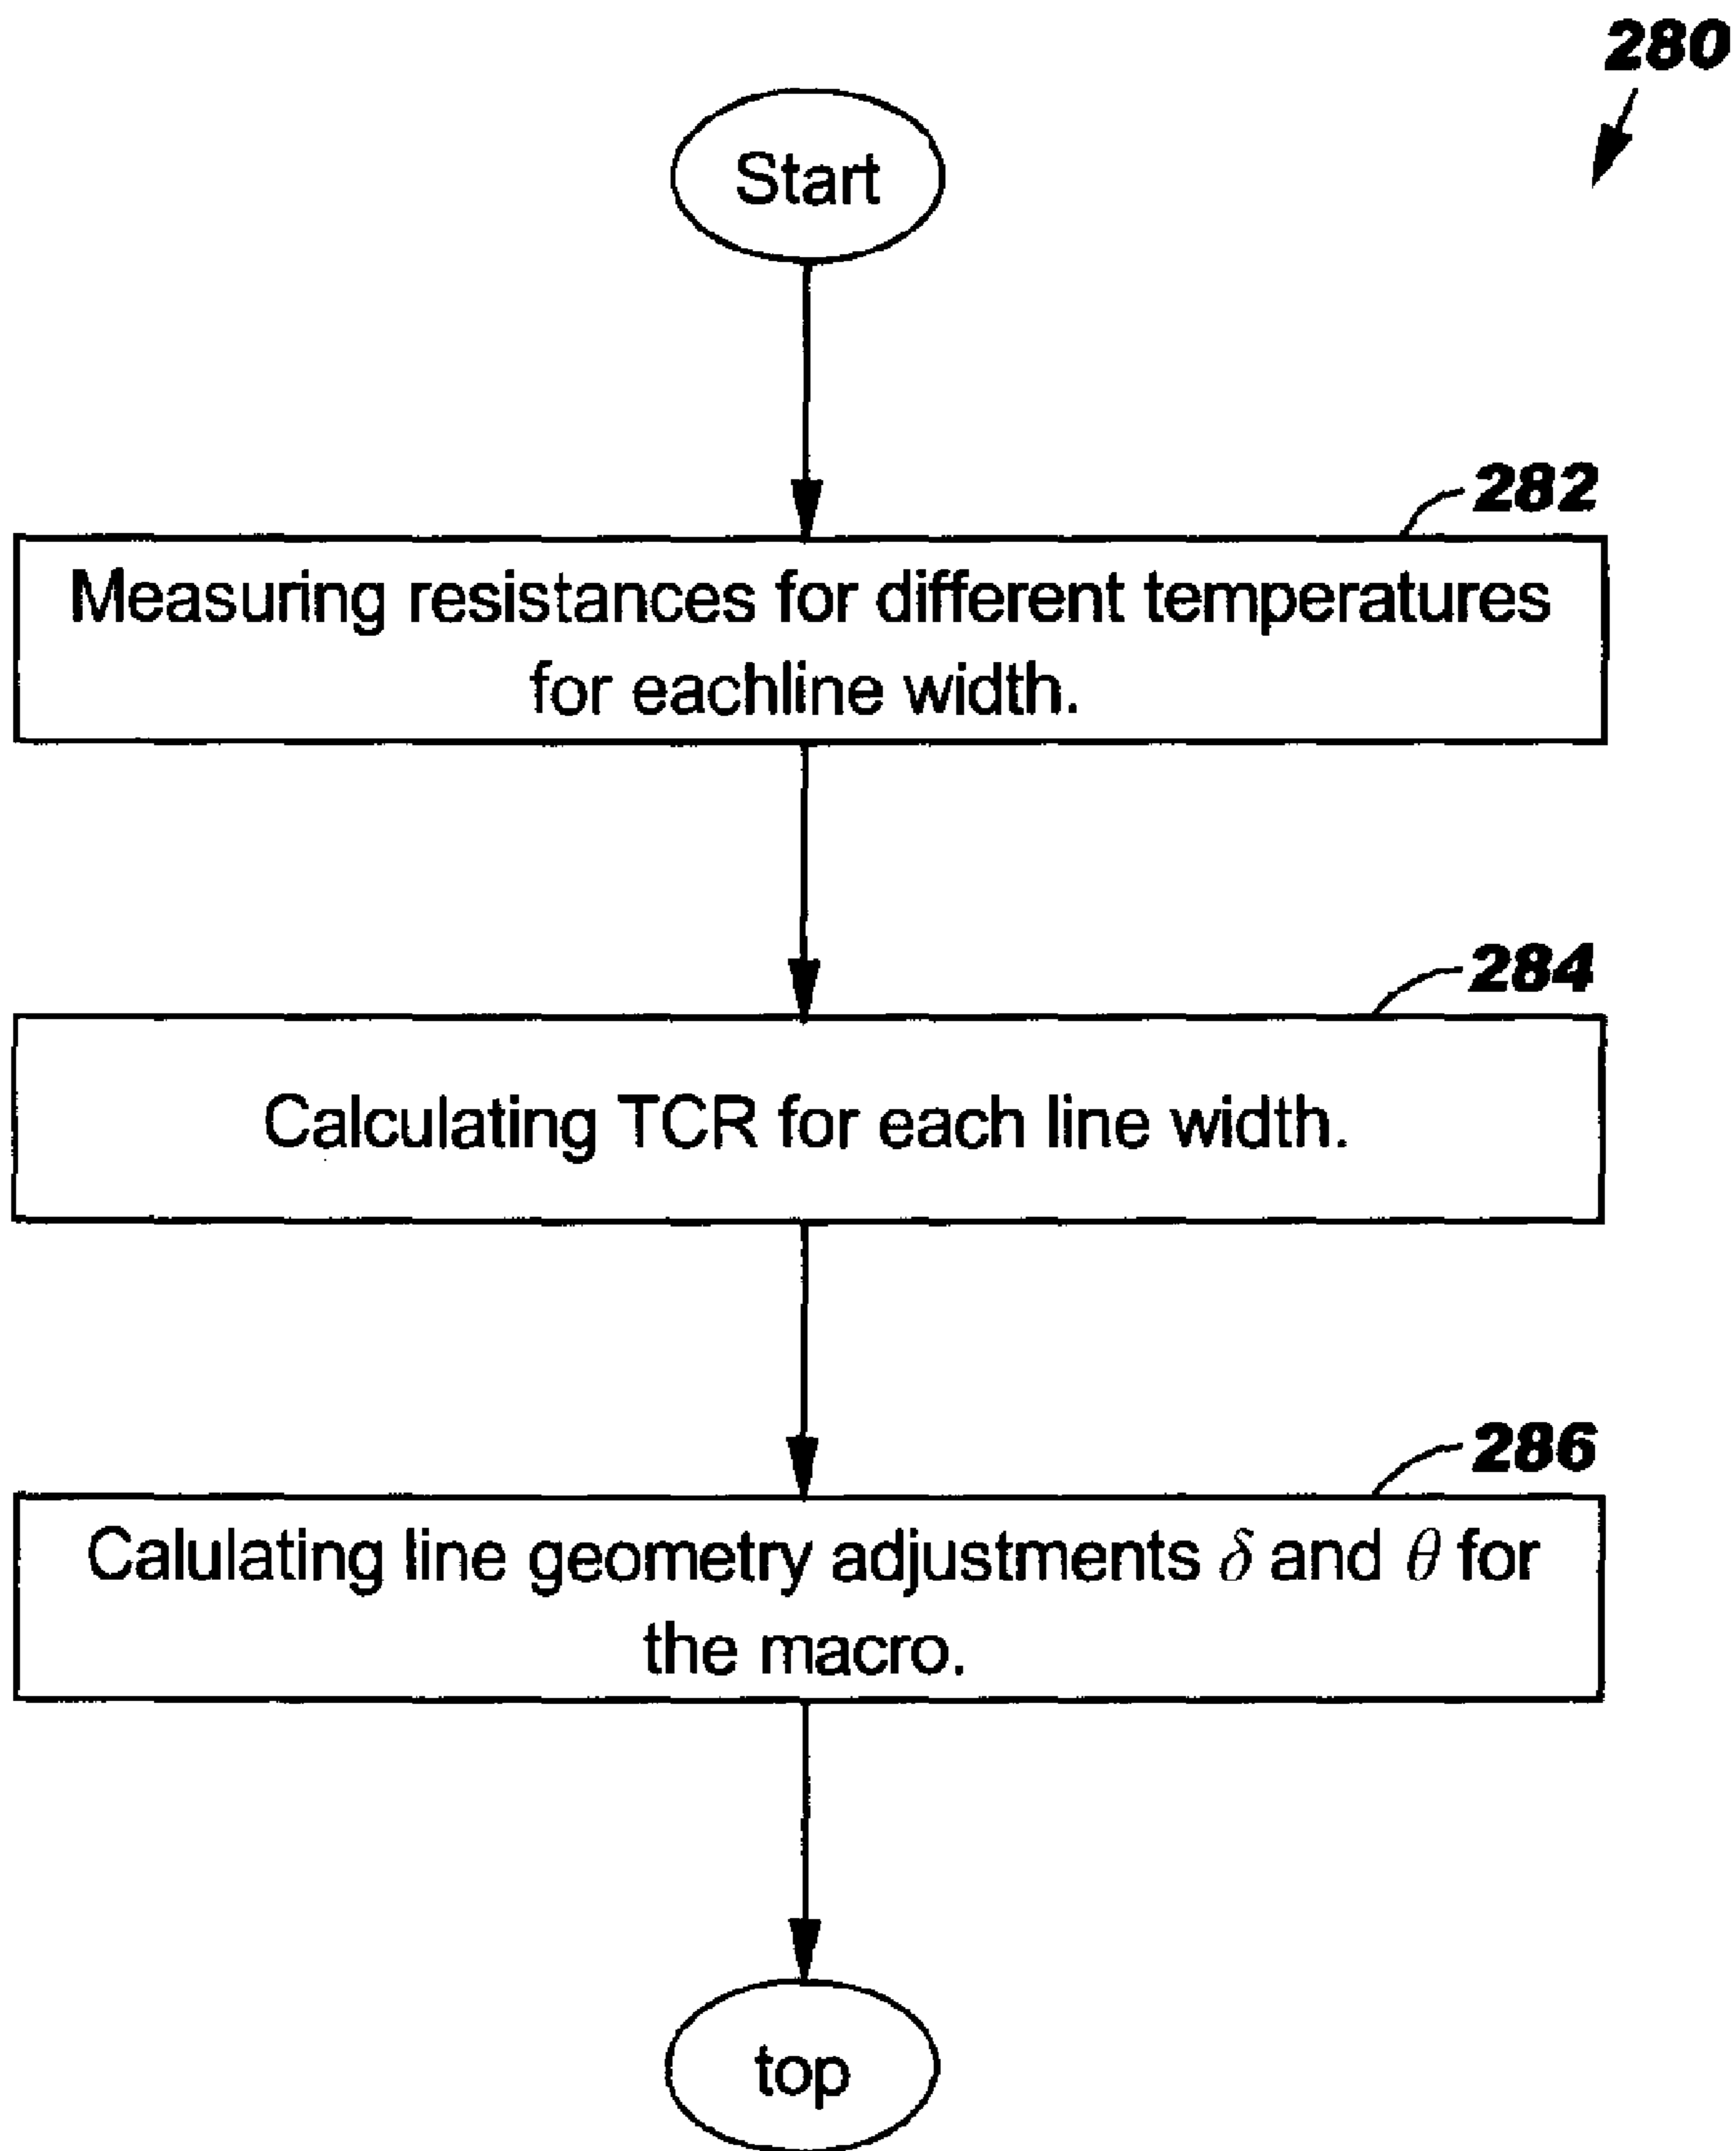 280
Start
282
Measuring resistances for different temperatures
for eachline width.
284
Calculating TCR for each line width.
286
Calulating line geometry adjustments δ and θ for
the macro.
top